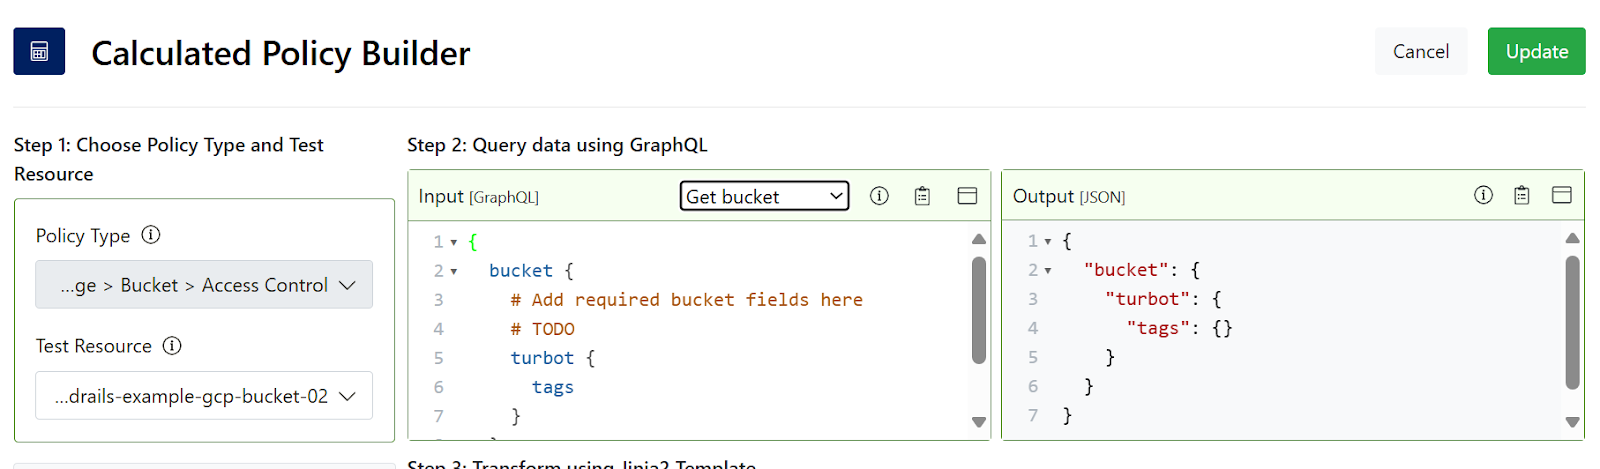 Calculated Policy Builder
Cancel
Update
Step 1: Choose Policy Type and Test
Resource
Policy Type
...ge > Bucket > Access Control
Test Resource
...drails-example-gcp-bucket-02
Step 2: Query data using GraphQL
Input [GraphQL]
Get bucket
1 {
2 bucket {
3 # Add required bucket fields here
4 # TODO
5 turbot {
6 tags
7 }
Output [JSON]
1 {
2 "bucket": {
3 "turbot": {
4 "tags": {}
5 }
6 }
7 }
Step 3: Transform using Jinja2 Template